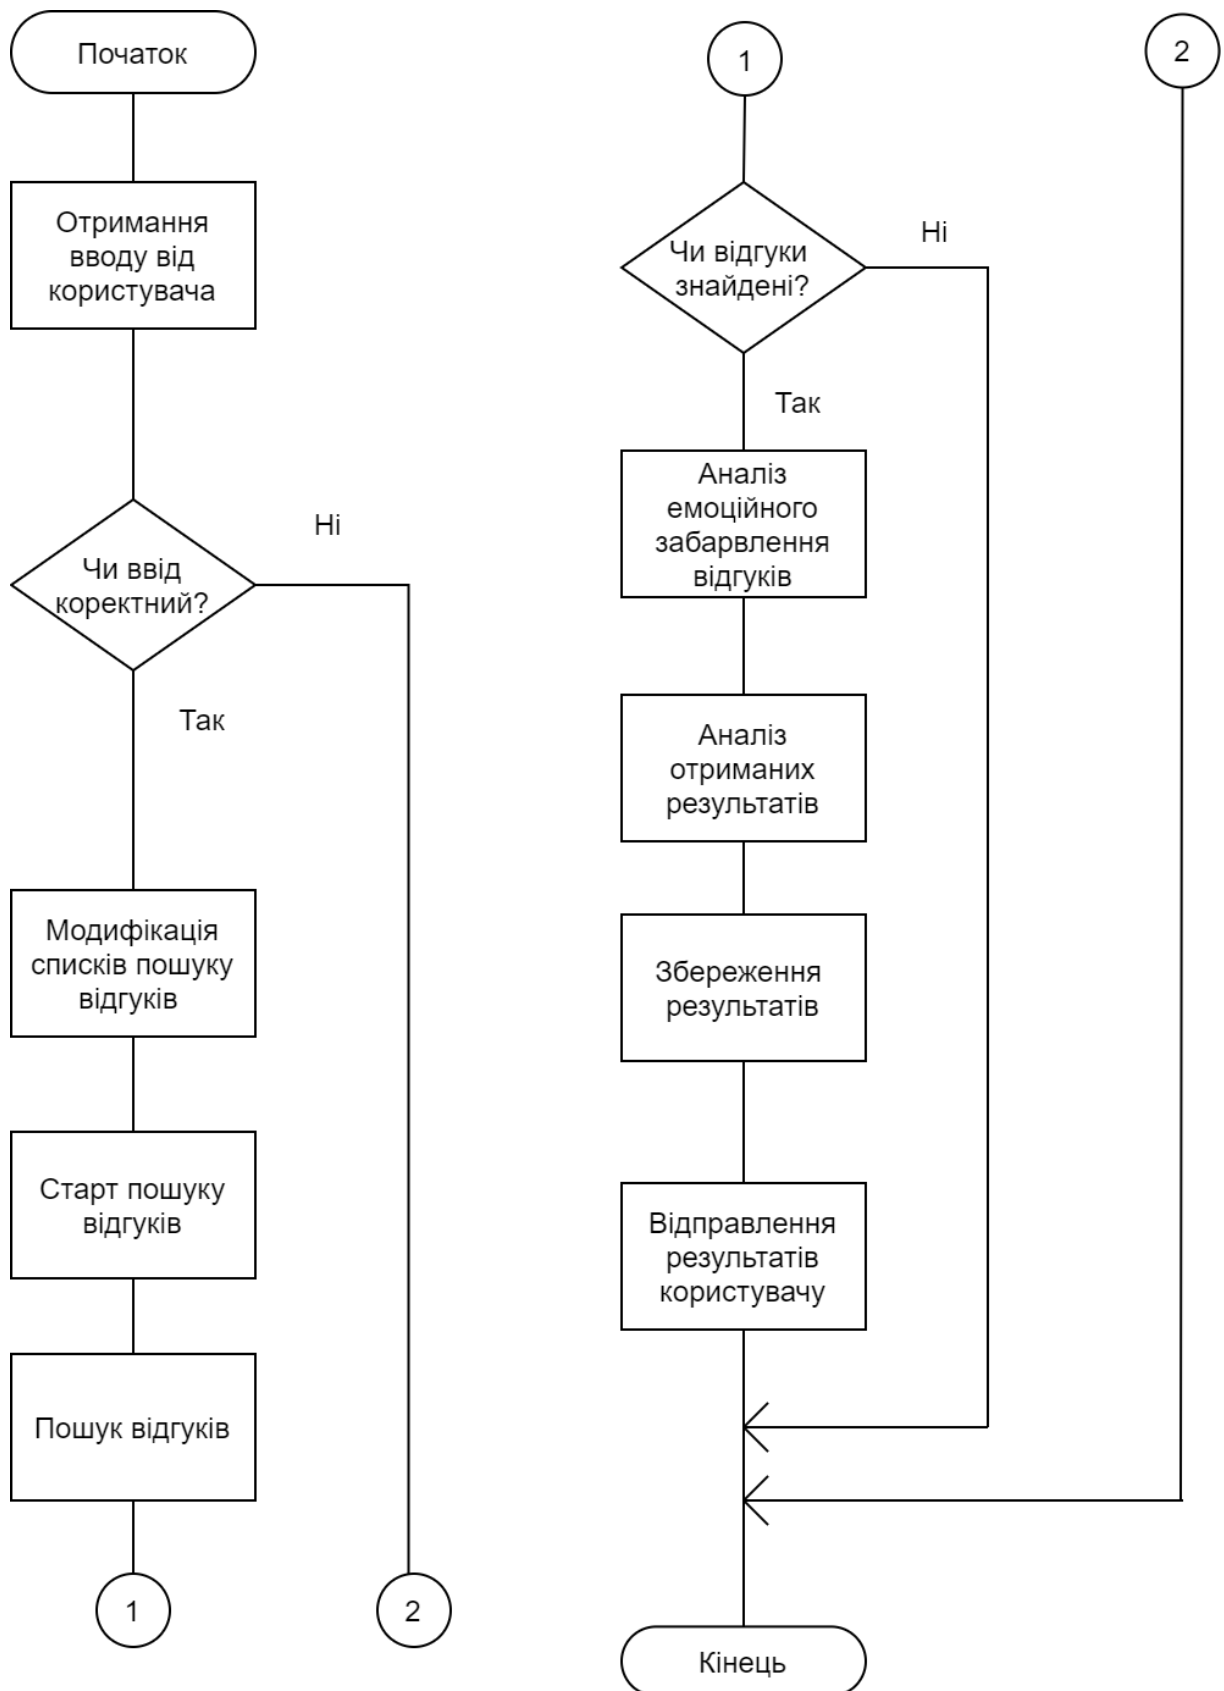 Початок
Отримання
вводу від
користувача
Чи ввід
коректний?
Ні
Так
Модифікація
списків пошуку
відгуків
Старт пошуку
відгуків
Пошук відгуків
1
2
1
2
Чи відгуки
знайдені?
Ні
Так
Аналіз
емоційного
забарвлення
відгуків
Аналіз
отриманих
результатів
Збереження
результатів
Відправлення
результатів
користувачу
Кінець